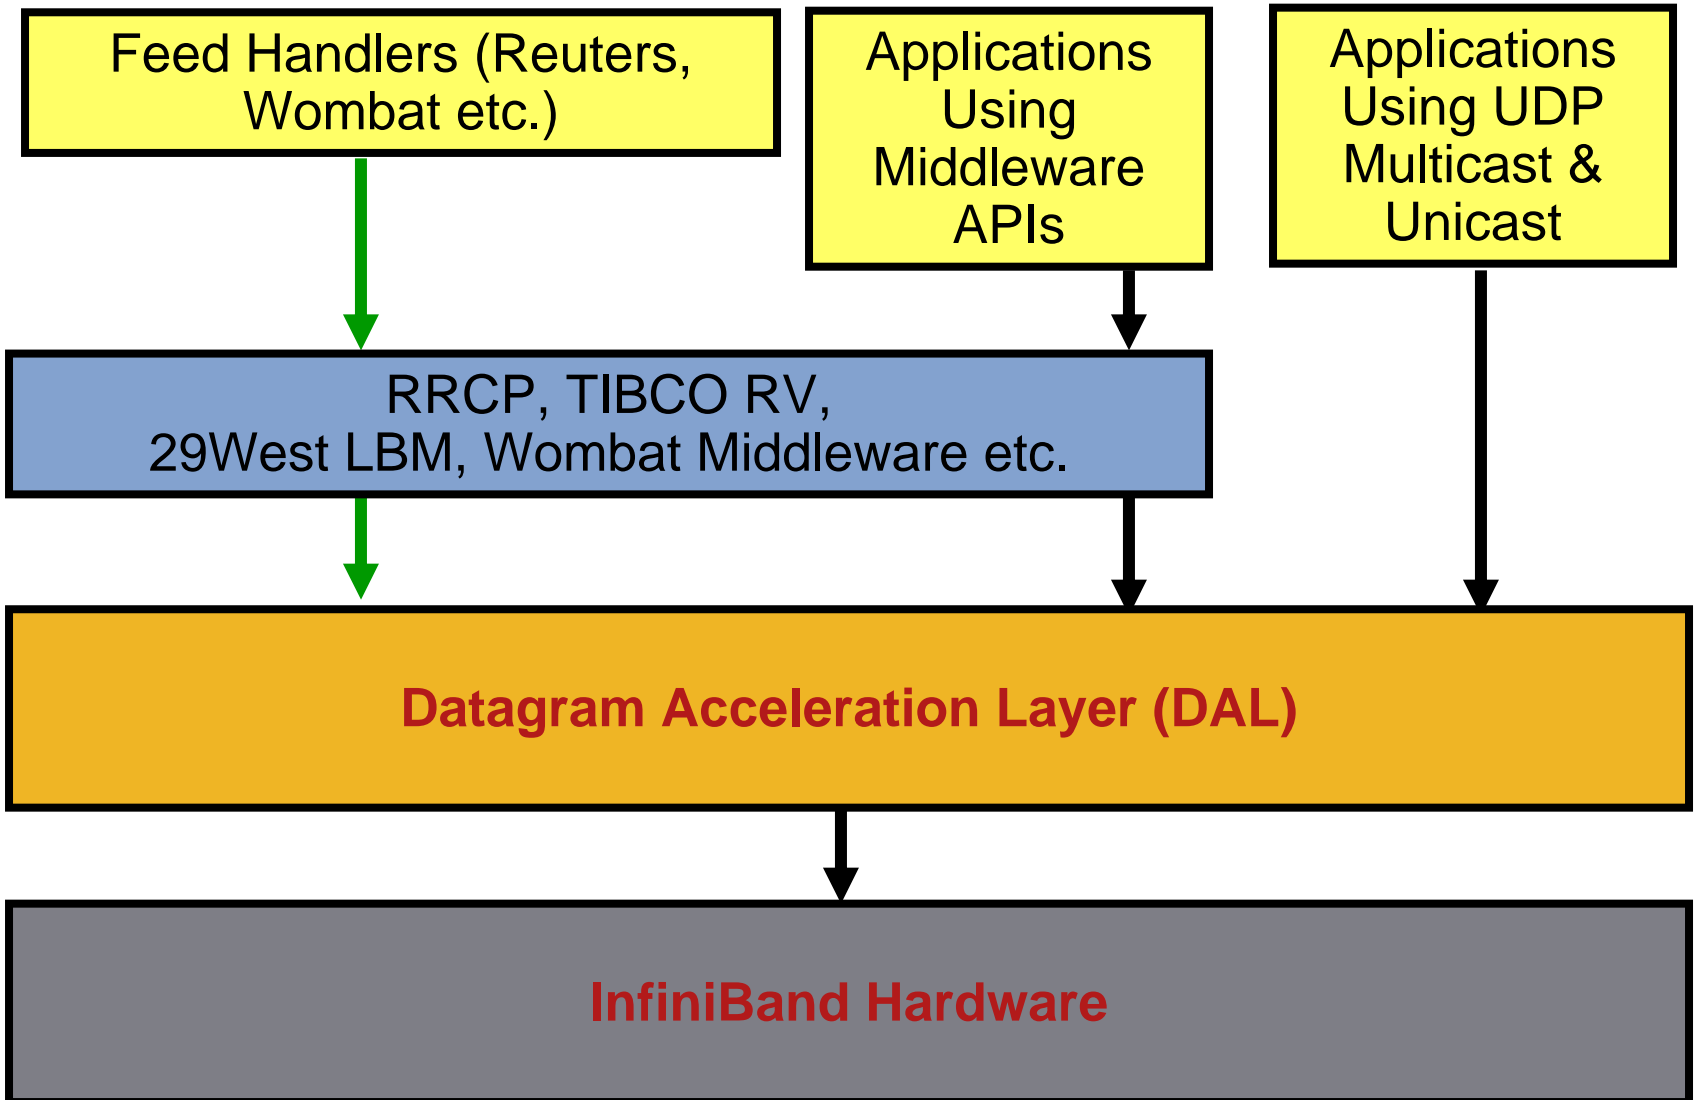 Feed Handlers (Reuters,
Wombat etc.)
Applications
Using
Middleware
APIs
Applications
Using UDP
Multicast &
Unicast
RRCP, TIBCO RV,
29West LBM, Wombat Middleware etc.
Datagram Acceleration Layer (DAL)
InfiniBand Hardware